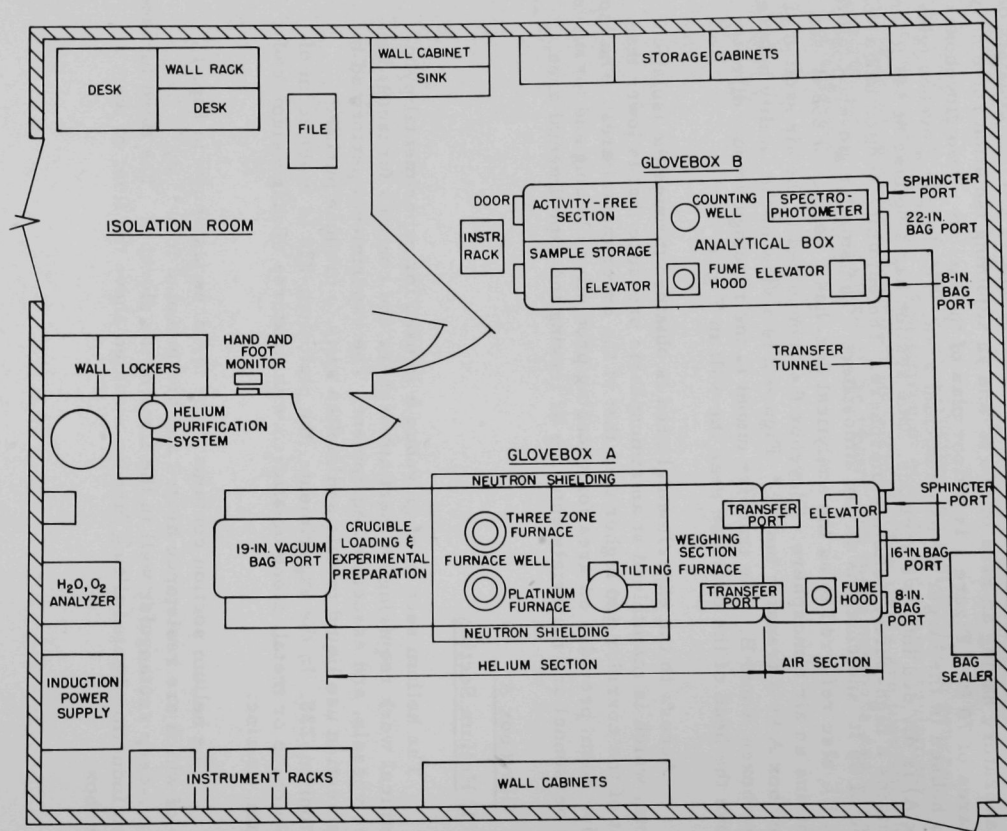 DESK
WALL RACK
DESK
FILE
WALL CABINET
SINK
STORAGE CABINETS
ISOLATION ROOM
GLOVEBOX B
DOOR
INSTR.
RACK
ACTIVITY-FREE
SECTION
SAMPLE STORAGE
ELEVATOR
COUNTING
WELL
SPECTRO-
PHOTOMETER
ANALYTICAL BOX
FUME
HOOD
ELEVATOR
SPHINCTER
PORT
22-IN.
BAG PORT
8-IN.
BAG
PORT
TRANSFER
TUNNEL
WALL LOCKERS
HAND AND
FOOT
MONITOR
HELIUM
PURIFICATION
SYSTEM
GLOVEBOX A
NEUTRON SHIELDING
19-IN. VACUUM
BAG PORT
CRUCIBLE
LOADING &
EXPERIMENTAL
PREPARATION
THREE ZONE
FURNACE
FURNACE WELL
PLATINUM
FURNACE
TILTING FURNACE
WEIGHING
SECTION
TRANSFER
PORT
TRANSFER
PORT
ELEVATOR
FUME
HOOD
SPHINCTER
PORT
16-IN. BAG
PORT
8-IN.
BAG
PORT
NEUTRON SHIELDING
HELIUM SECTION
AIR SECTION
BAG
SEALER
H2O, O2
ANALYZER
INDUCTION
POWER
SUPPLY
INSTRUMENT RACKS
WALL CABINETS